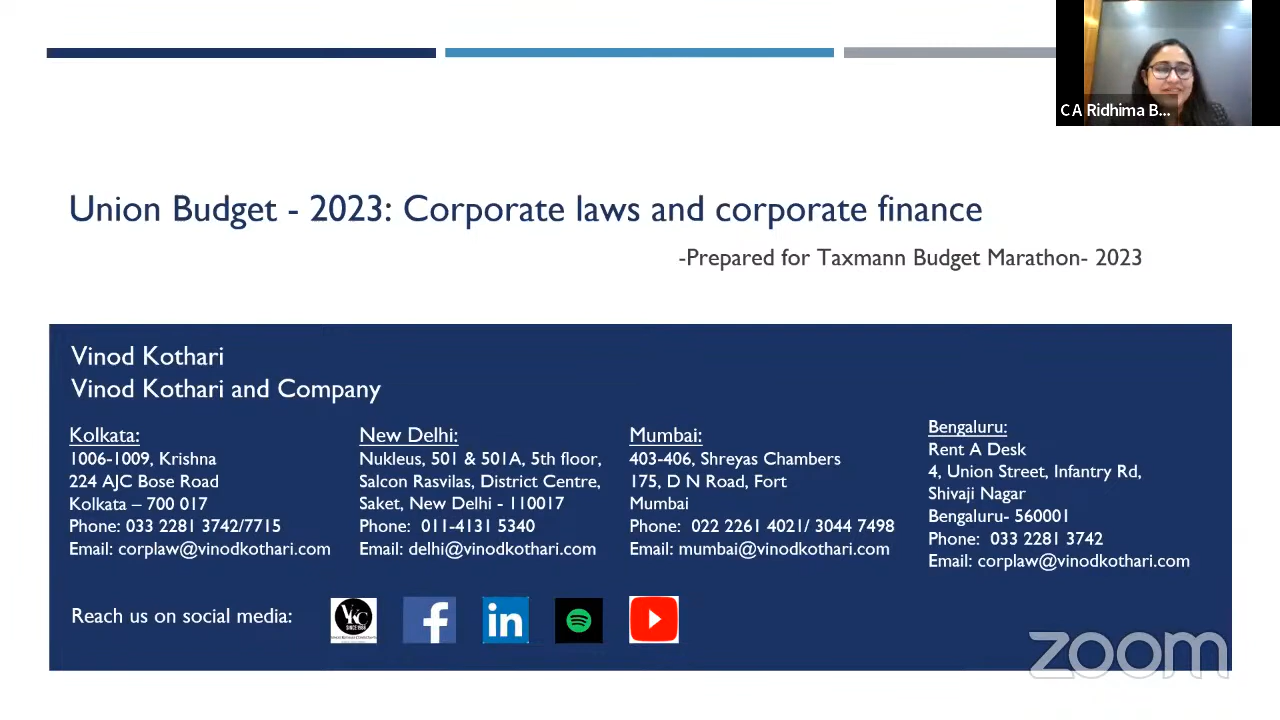 CA Ridhima B...
Union Budget - 2023: Corporate laws and corporate finance
-Prepared for Taxmann Budget Marathon- 2023
Vinod Kothari
Vinod Kothari and Company
Kolkata:
1006-1009, Krishna
224 AJC Bose Road
Kolkata – 700 017
Phone: 033 2281 3742/7715
Email: corplaw@vinodkothari.com
New Delhi:
Nukleus, 501 & 501A, 5th floor,
Salcon Rasvilas, District Centre,
Saket, New Delhi - 110017
Phone: 011-4131 5340
Email: delhi@vinodkothari.com
Mumbai:
403-406, Shreyas Chambers
175, D N Road, Fort
Mumbai
Phone: 022 2261 4021/ 3044 7498
Email: mumbai@vinodkothari.com
Bengaluru:
Rent A Desk
4, Union Street, Infantry Rd,
Shivaji Nagar
Bengaluru- 560001
Phone: 033 2281 3742
Email: corplaw@vinodkothari.com
Reach us on social media:
VKC
SINCE 1988
f
in
zoom